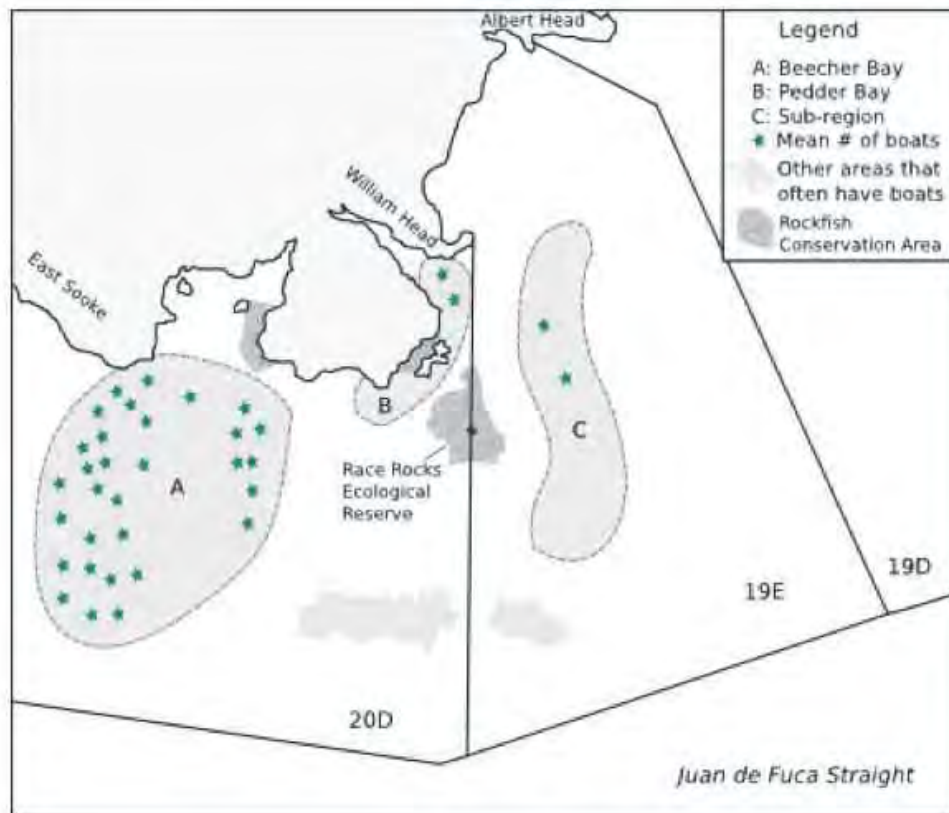 Albert Head
Legend
A: Beecher Bay
B: Pedder Bay
C: Sub-region
Mean # of boats
Other areas that
often have boats
Rockfish
Conservation Area
William Head
East Sooke
A
B
C
Race Rocks
Ecological
Reserve
19D
19E
20D
Juan de Fuca Straight